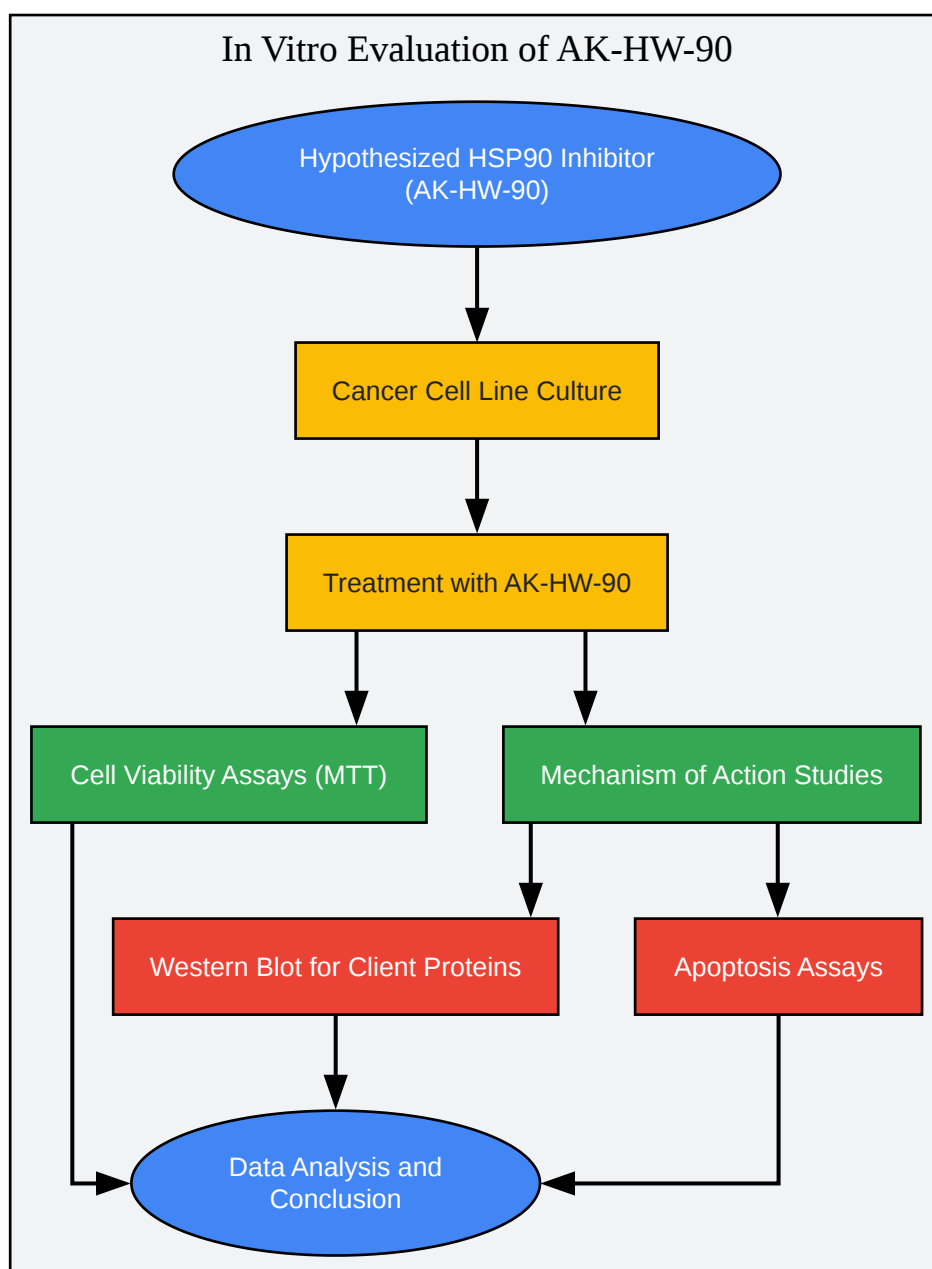 In Vitro Evaluation of AK-HW-90
Hypothesized HSP90 Inhibitor
(AK-HW-90)
Cancer Cell Line Culture
Treatment with AK-HW-90
Cell Viability Assays (MTT)
Mechanism of Action Studies
Western Blot for Client Proteins
Apoptosis Assays
Data Analysis and
Conclusion